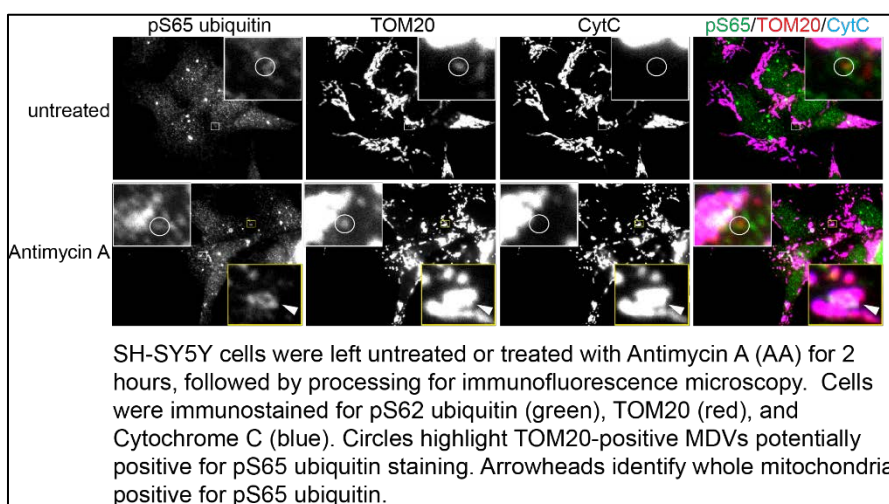 pS65 ubiquitin TOM20 CytC pS65/TOM20/CytC
untreated
Antimycin A
SH-SY5Y cells were left untreated or treated with Antimycin A (AA) for 2
hours, followed by processing for immunofluorescence microscopy. Cells
were immunostained for pS62 ubiquitin (green), TOM20 (red), and
Cytochrome C (blue). Circles highlight TOM20-positive MDVs potentially
positive for pS65 ubiquitin staining. Arrowheads identify whole mitochondria
positive for pS65 ubiquitin.